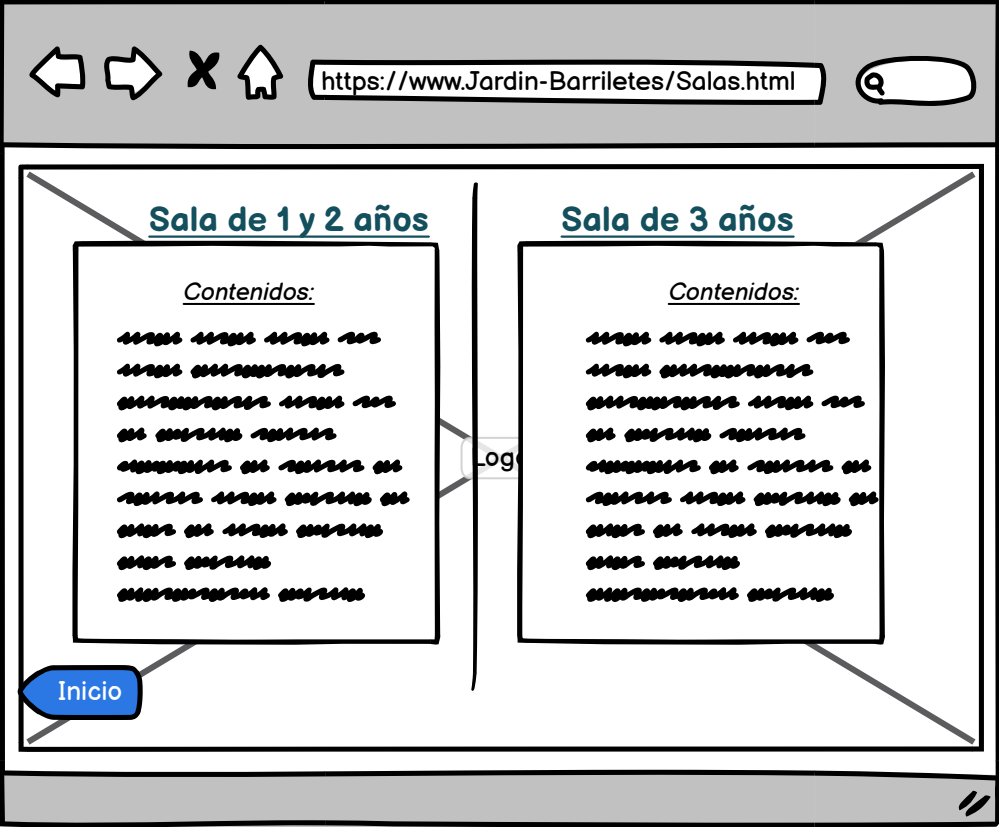 https://www.Jardin-Barriletes/Salas.html
Sala de 1 y 2 años
Sala de 3 años
Contenidos:
Contenidos:
Inicio